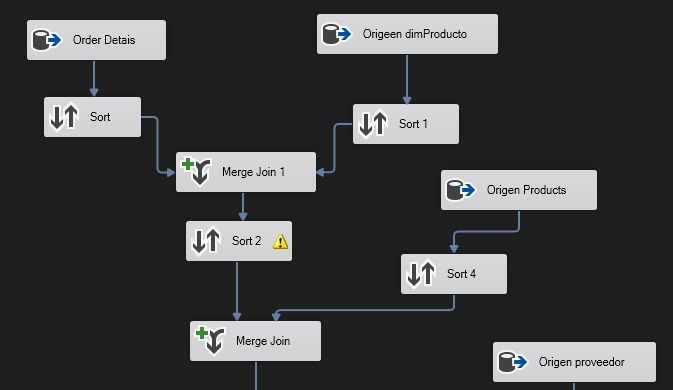 Order Detais
Origeen dimProducto
Sort
Sort 1
Merge Join 1
Origen Products
Sort 2
Sort 4
Merge Join
Origen proveedor